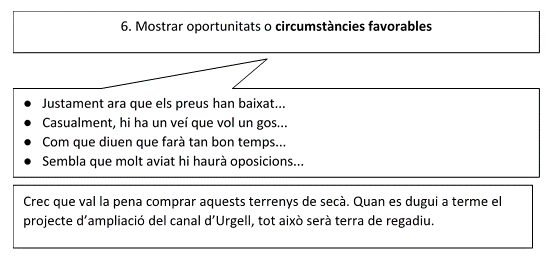 6. Mostrar oportunitats o circumstàncies favorables
● Justament ara que els preus han baixat...
● Casualment, hi ha un veí que vol un gos...
● Com que diuen que farà tan bon temps...
● Sembla que molt aviat hi haurà oposicions...
Crec que val la pena comprar aquests terrenys de secà. Quan es dugui a terme el
projecte d’ampliació del canal d’Urgell, tot això serà terra de regadiu.